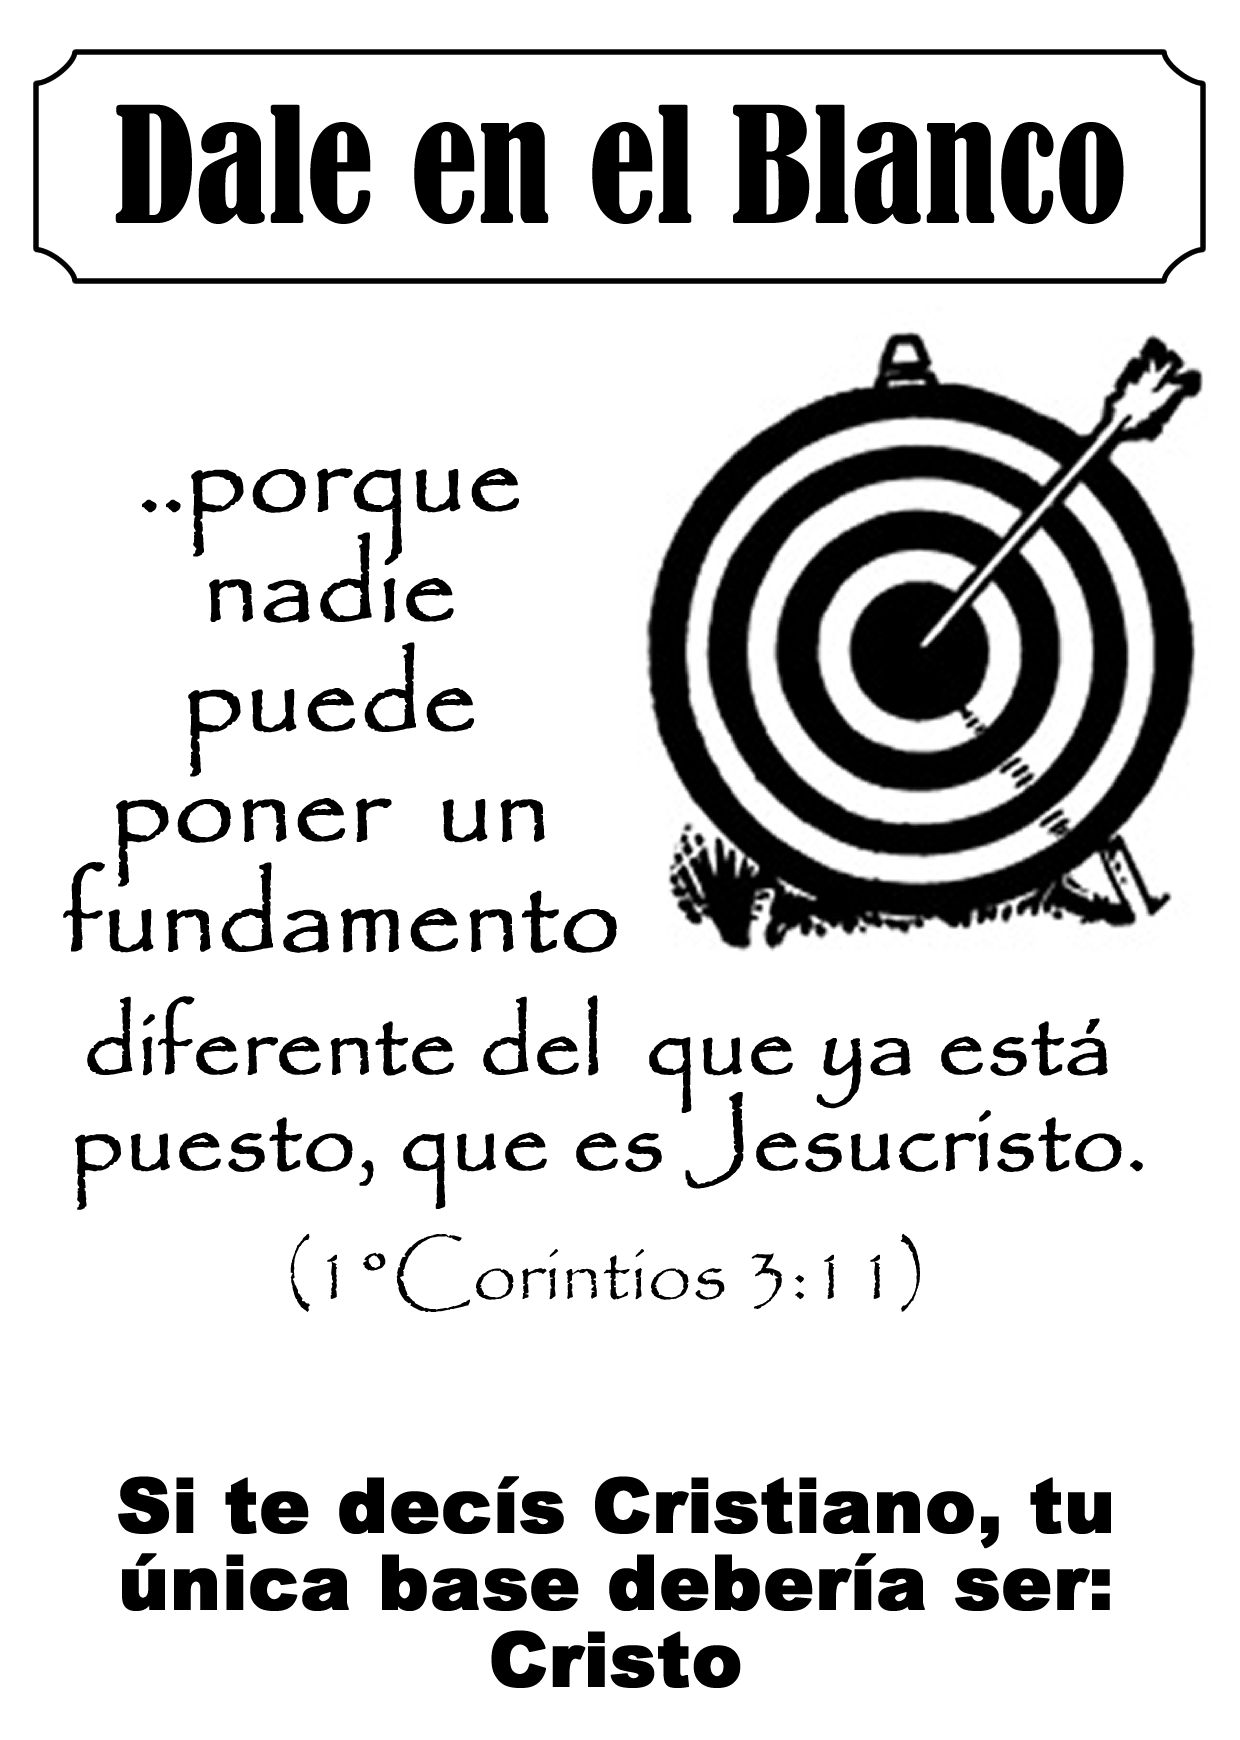 Dale en el Blanco
..porque
nadie
puede
poner un
fundamento
diferente del que ya está
puesto, que es Jesucristo.
(1°Corintios 3:11)
Si te decís Cristiano, tu
única base debería ser:
Cristo